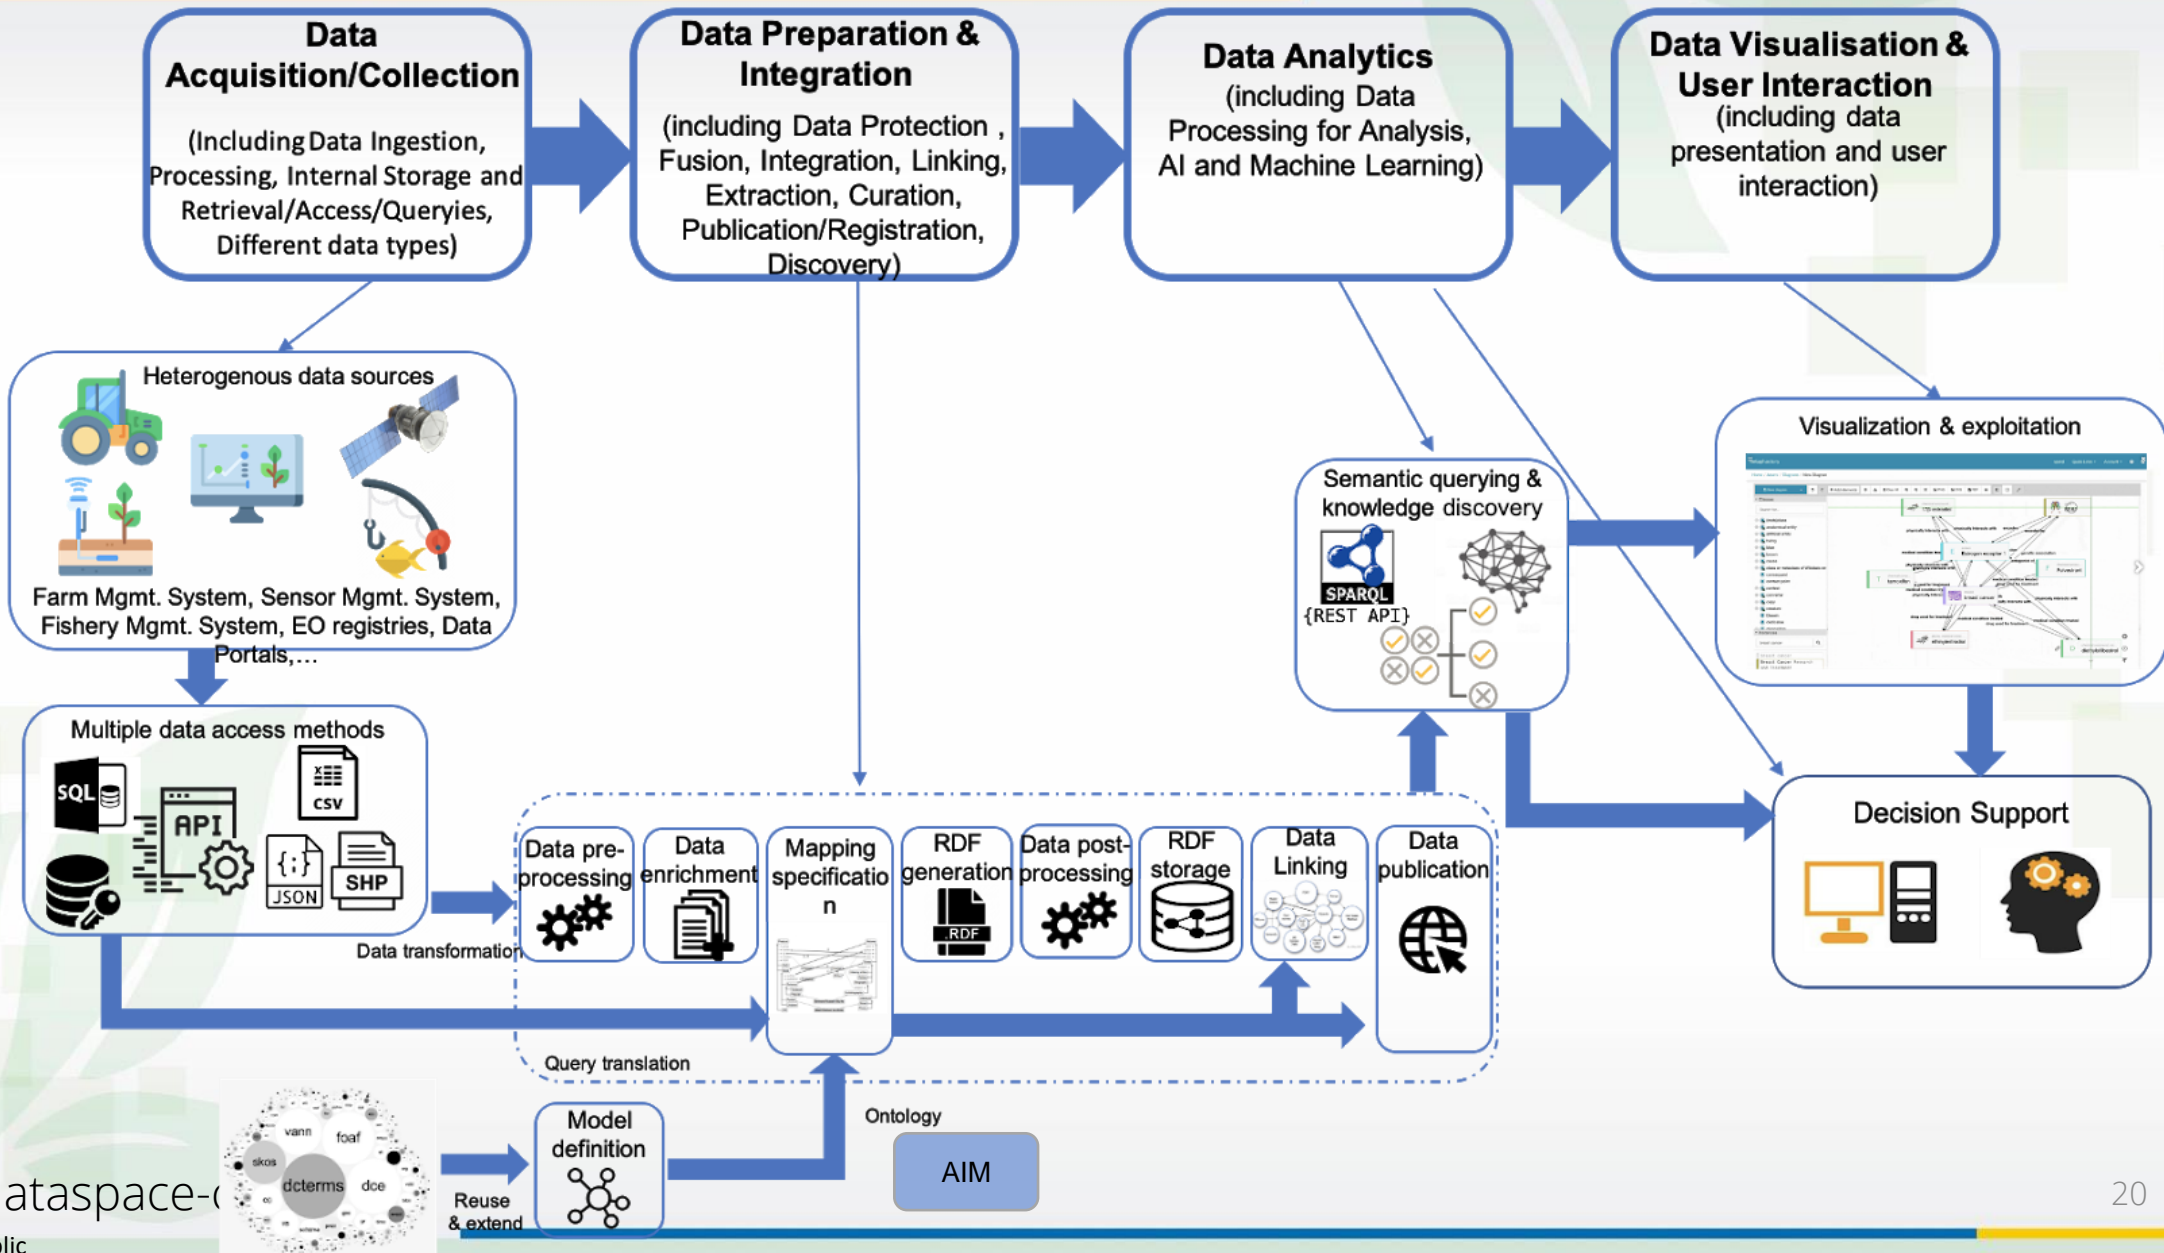 Data
Acquisition/Collection
(Including Data Ingestion,
Processing, Internal Storage and
Retrieval/Access/Queryies,
Different data types)
Data Preparation &
Integration
(including Data Protection ,
Fusion, Integration, Linking,
Extraction, Curation,
Publication/Registration,
Discovery)
Data Analytics
(including Data
Processing for Analysis,
AI and Machine Learning)
Data Visualisation &
User Interaction
(including data
presentation and user
interaction)
Heterogenous data sources
Farm Mgmt. System, Sensor Mgmt. System,
Fishery Mgmt. System, EO registries, Data
Portals,...
Multiple data access methods
SQL
API
CSV
{;}
JSON
SHP
Data transformation
Semantic querying &
knowledge discovery
SPARQL
{REST API}
Visualization & exploitation
Decision Support
Data pre-
processing
Data
enrichment
Mapping
specificatio
n
RDF
generation
.RDF
Data post-
processing
RDF
storage
Data
Linking
Data
publication
Query translation
vann
foaf
skos
dcterms
dce
Reuse
& extend
Model
definition
Ontology
AIM
ataspace-
20